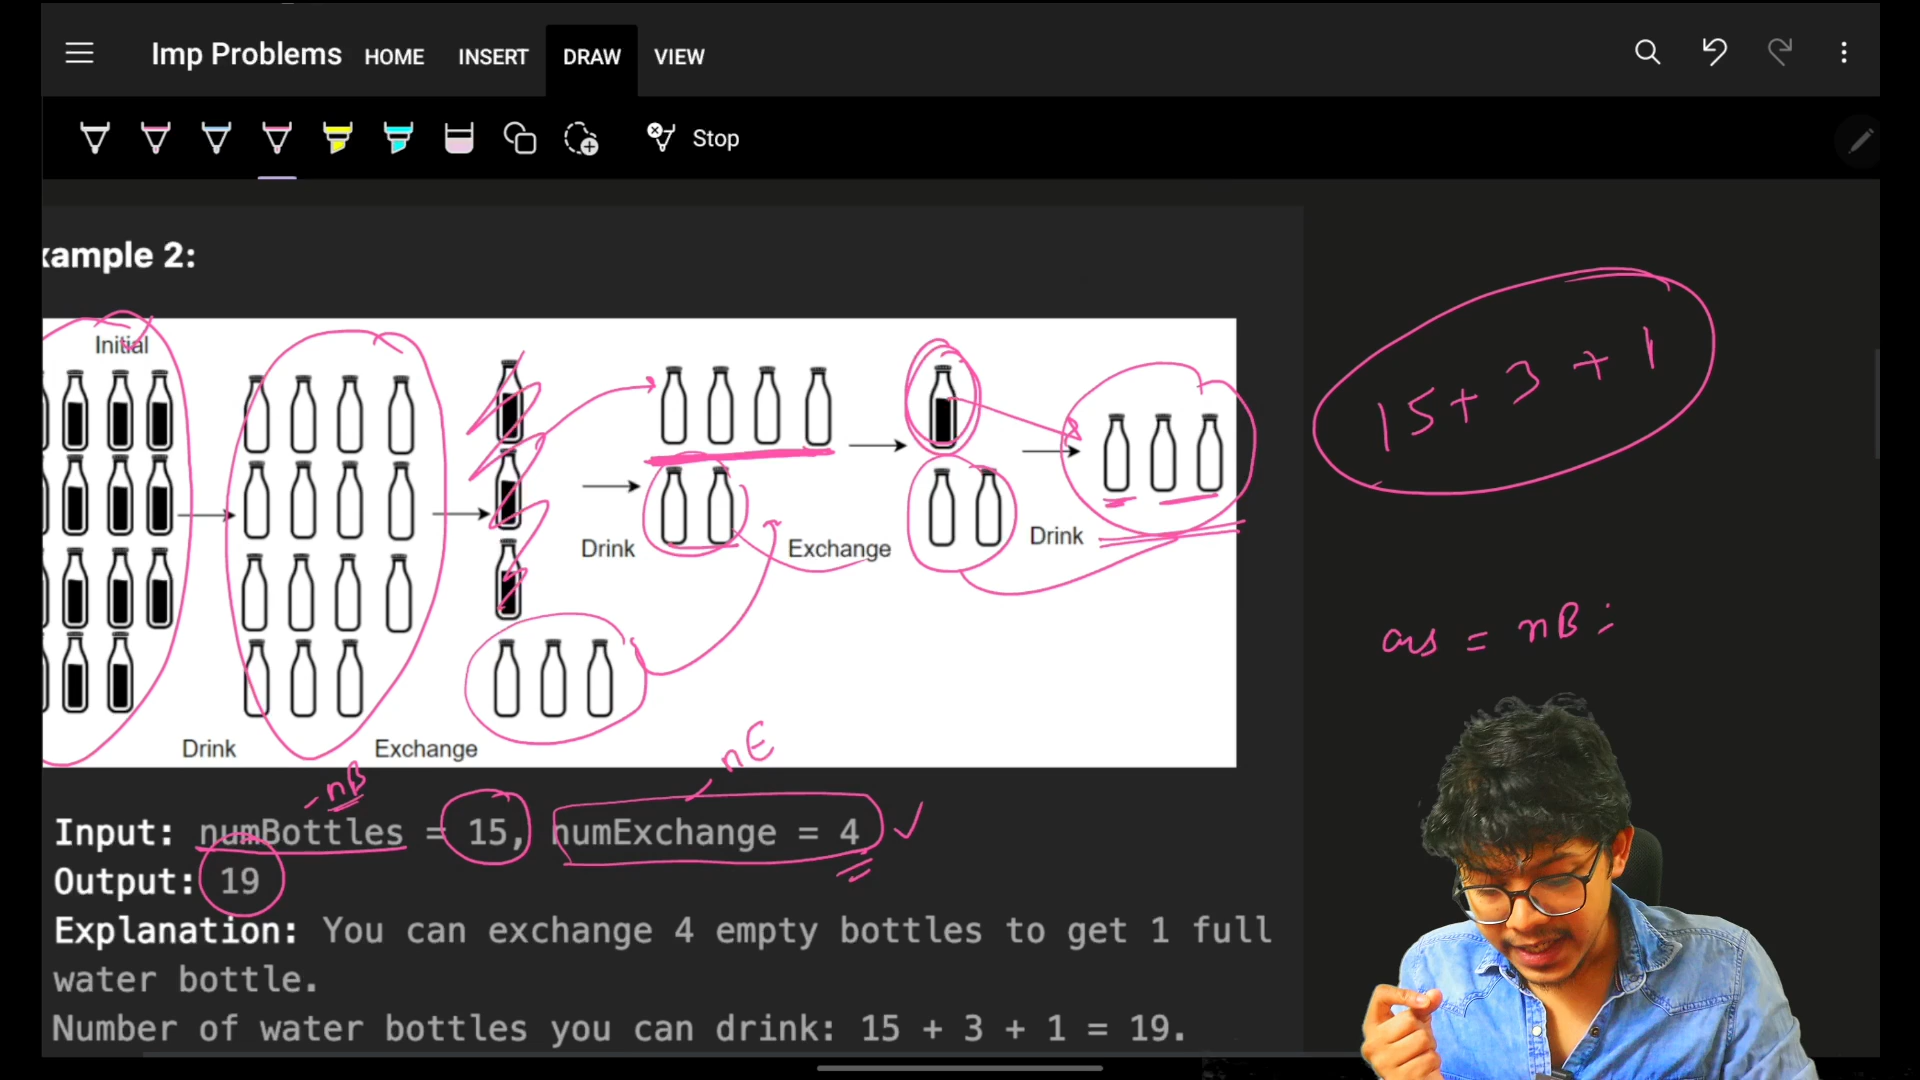 Imp Problems HOME INSERT DRAW VIEW
Stop
xample 2:
Initial
15 + 3 + 1
Drink
Exchange
Drink
ans = nB;
Drink
Exchange
nB
nE
Input: numBottles = 15, numExchange = 4
Output: 19
Explanation: You can exchange 4 empty bottles to get 1 full
water bottle.
Number of water bottles you can drink: 15 + 3 + 1 = 19.